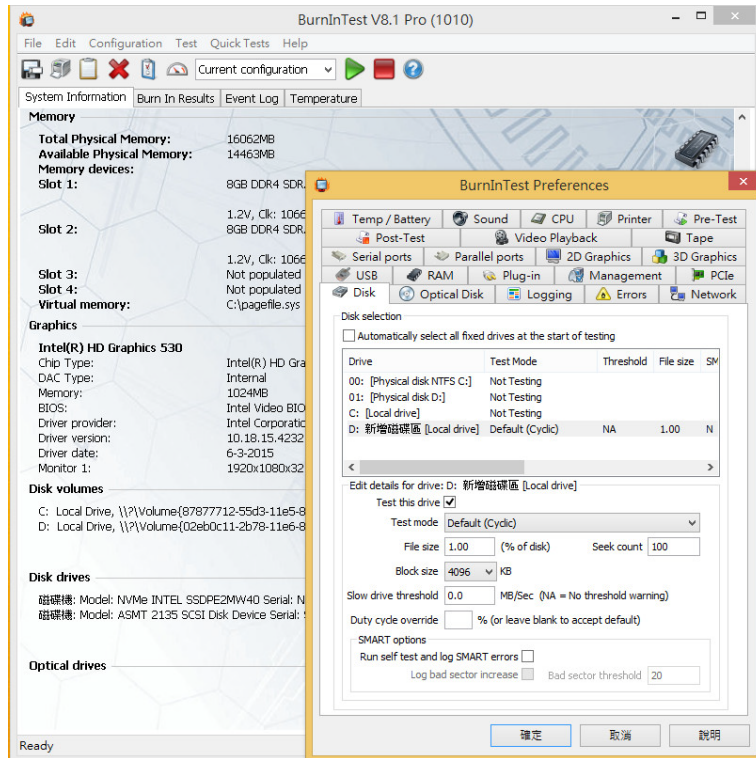 BurnInTest V8.1 Pro (1010)
File Edit Configuration Test Quick Tests Help
Current configuration
System Information Burn In Results Event Log Temperature
Memory
Total Physical Memory: 16062MB
Available Physical Memory: 14463MB
Memory devices:
Slot 1: 8GB DDR4 SDR
1.2V, Clk: 1066
Slot 2: 8GB DDR4 SDR
1.2V, Clk: 1066
Slot 3: Not populated
Slot 4: Not populated
Virtual memory: C:\pagefile.sys
Graphics
Intel(R) HD Graphics 530
Chip Type: Intel(R) HD Gra
DAC Type: Internal
Memory: 1024MB
BIOS: Intel Video BIO
Driver provider: Intel Corporatio
Driver version: 10.18.15.4232
Driver date: 6-3-2015
Monitor 1: 1920x1080x32
Disk volumes
C: Local Drive, \\?\Volume{87877712-55d3-11e5-8
D: Local Drive, \\?\Volume{02eb0c11-2b78-11e6-8
Disk drives
磁碟機: Model: NVMe INTEL SSDPE2MW40 Serial: N
磁碟機: Model: ASMT 2135 SCSI Disk Device Serial:
Optical drives
Ready
BurnInTest Preferences
Temp / Battery Sound CPU Printer Pre-Test
Post-Test Video Playback Tape
Serial ports Parallel ports 2D Graphics 3D Graphics
USB RAM Plug-in Management PCIe
Disk Optical Disk Logging Errors Network
Disk selection
Automatically select all fixed drives at the start of testing
Drive Test Mode Threshold File size SM
00: [Physical disk NTFS C:] Not Testing
01: [Physical disk D:] Not Testing
C: [Local drive] Not Testing
D: 新增磁碟區 [Local drive] Default (Cyclic) NA 1.00 N
Edit details for drive: D: 新增磁碟區 [Local drive]
Test this drive
Test mode Default (Cyclic)
File size 1.00 (% of disk) Seek count 100
Block size 4096 KB
Slow drive threshold 0.0 MB/Sec (NA = No threshold warning)
Duty cycle override % (or leave blank to accept default)
SMART options
Run self test and log SMART errors
Log bad sector increase Bad sector threshold 20
確定 取消 說明